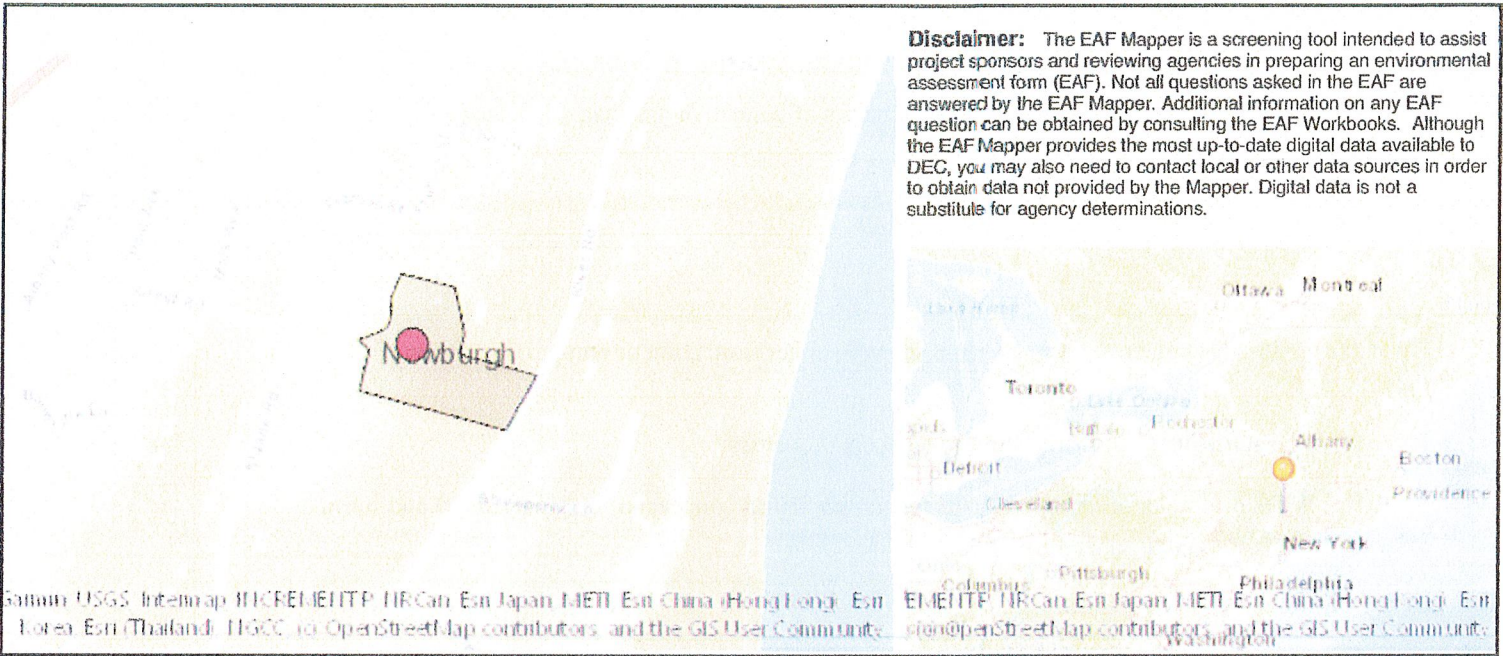 Disclaimer: The EAF Mapper is a screening tool intended to assist
project sponsors and reviewing agencies in preparing an environmental
assessment form (EAF). Not all questions asked in the EAF are
answered by the EAF Mapper. Additional information on any EAF
question can be obtained by consulting the EAF Workbooks. Although
the EAF Mapper provides the most up-to-date digital data available to
DEC, you may also need to contact local or other data sources in order
to obtain data not provided by the Mapper. Digital data is not a
substitute for agency determinations.
Newburgh
Ottawa Montreal
Toronto
Rochester
Albany
Detroit
Boston
Cleveland
Providence
New York
Pittsburgh
Columbus
Philadelphia
Washington
Garmin USGS Intermap INCREMENT P NRCan Esri Japan METI Esri China (Hong Kong) Esri
Korea Esri (Thailand) NGCC (c) OpenStreetMap contributors and the GIS User Community
NRCan Esri Japan METI Esri China (Hong Kong) Esri
OpenStreetMap contributors and the GIS User Community